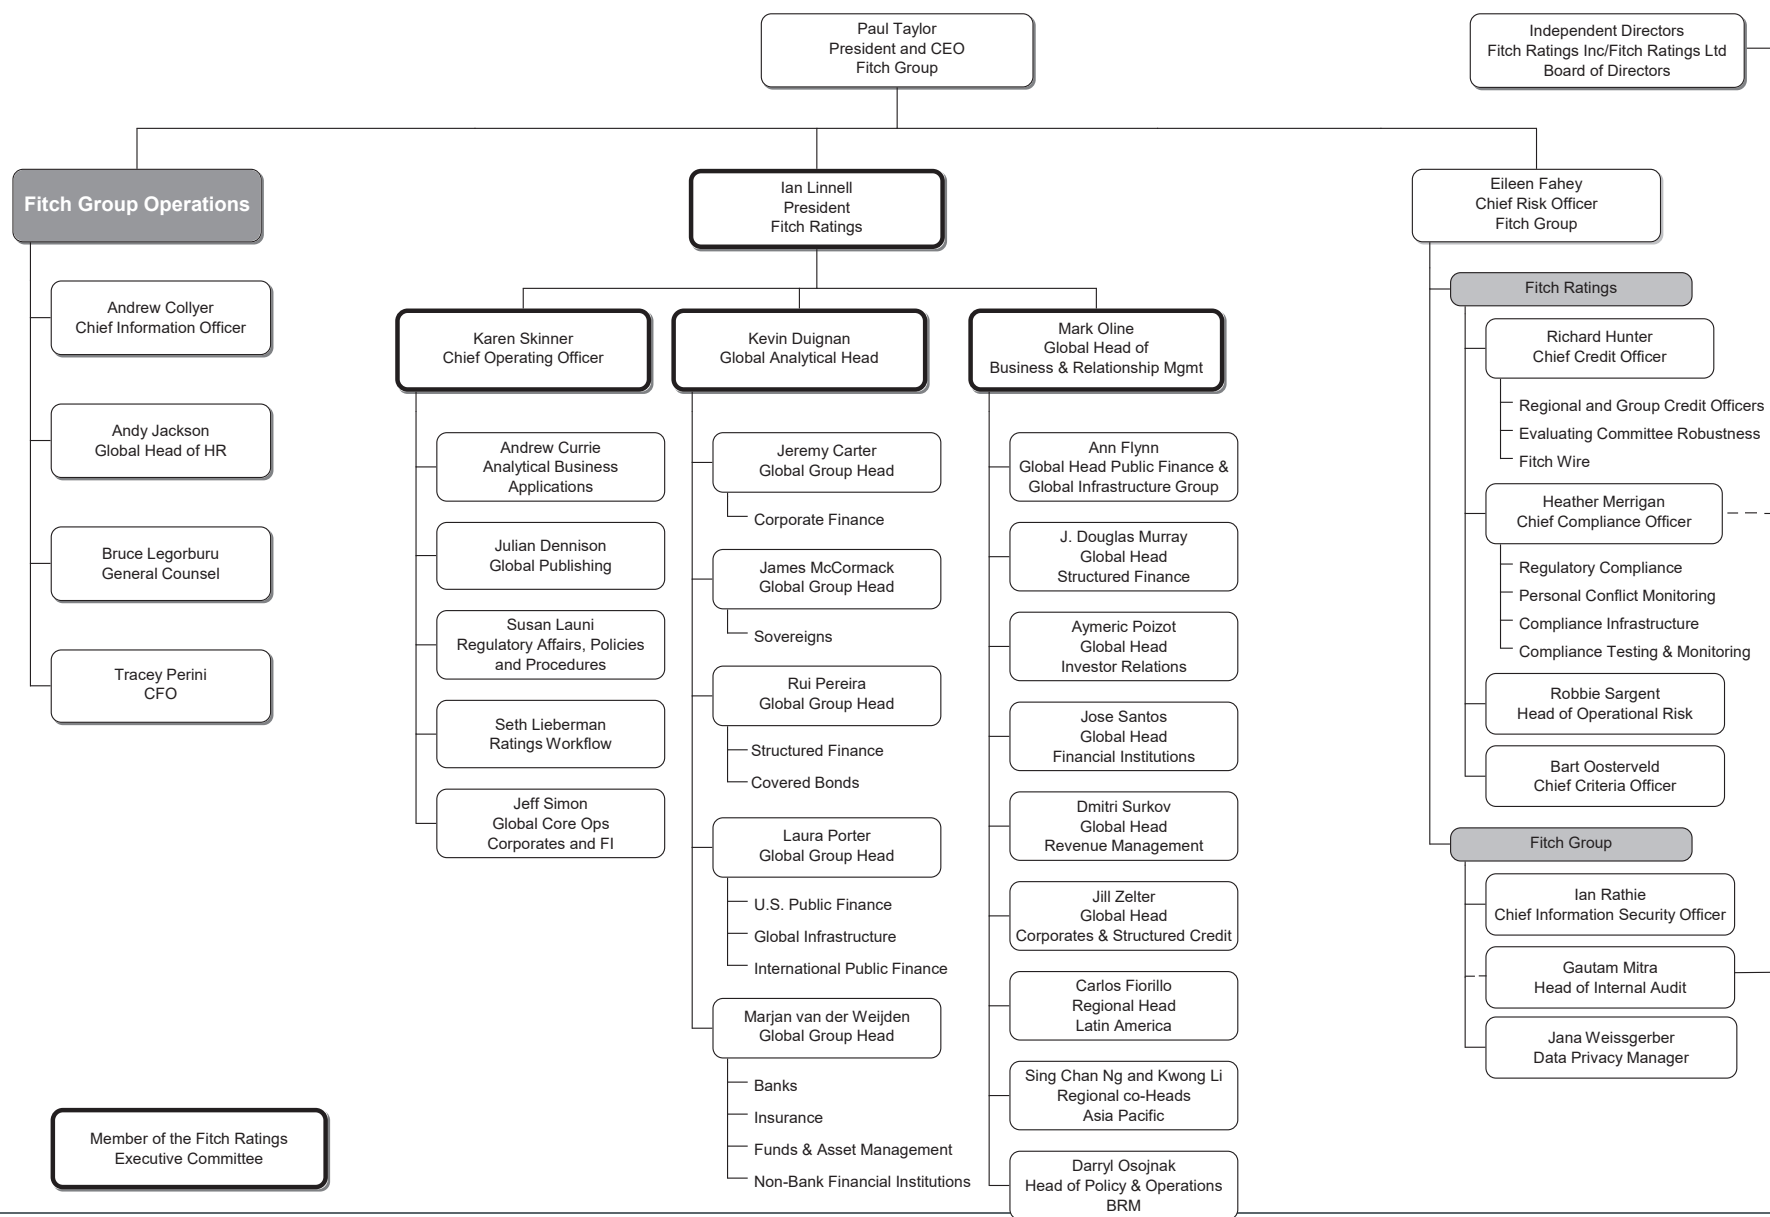 Paul Taylor
President and CEO
Fitch Group
Independent Directors
Fitch Ratings Inc/Fitch Ratings Ltd
Board of Directors
Fitch Group Operations
Andrew Collyer
Chief Information Officer
Andy Jackson
Global Head of HR
Bruce Legorburu
General Counsel
Tracey Perini
CFO
Ian Linnell
President
Fitch Ratings
Karen Skinner
Chief Operating Officer
Andrew Currie
Analytical Business
Applications
Julian Dennison
Global Publishing
Susan Launi
Regulatory Affairs, Policies
and Procedures
Seth Lieberman
Ratings Workflow
Jeff Simon
Global Core Ops
Corporates and FI
Kevin Duignan
Global Analytical Head
Jeremy Carter
Global Group Head
Corporate Finance
James McCormack
Global Group Head
Sovereigns
Rui Pereira
Global Group Head
Structured Finance
Covered Bonds
Laura Porter
Global Group Head
U.S. Public Finance
Global Infrastructure
International Public Finance
Marjan van der Weijden
Global Group Head
Banks
Insurance
Funds & Asset Management
Non-Bank Financial Institutions
Mark Oline
Global Head of
Business & Relationship Mgmt
Ann Flynn
Global Head Public Finance &
Global Infrastructure Group
J. Douglas Murray
Global Head
Structured Finance
Aymeric Poizot
Global Head
Investor Relations
Jose Santos
Global Head
Financial Institutions
Dmitri Surkov
Global Head
Revenue Management
Jill Zelter
Global Head
Corporates & Structured Credit
Carlos Fiorillo
Regional Head
Latin America
Sing Chan Ng and Kwong Li
Regional co-Heads
Asia Pacific
Darryl Osojnak
Head of Policy & Operations
BRM
Eileen Fahey
Chief Risk Officer
Fitch Group
Fitch Ratings
Richard Hunter
Chief Credit Officer
Regional and Group Credit Officers
Evaluating Committee Robustness
Fitch Wire
Heather Merrigan
Chief Compliance Officer
Regulatory Compliance
Personal Conflict Monitoring
Compliance Infrastructure
Compliance Testing & Monitoring
Robbie Sargent
Head of Operational Risk
Bart Oosterveld
Chief Criteria Officer
Fitch Group
Ian Rathie
Chief Information Security Officer
Gautam Mitra
Head of Internal Audit
Jana Weissgerber
Data Privacy Manager
Member of the Fitch Ratings
Executive Committee